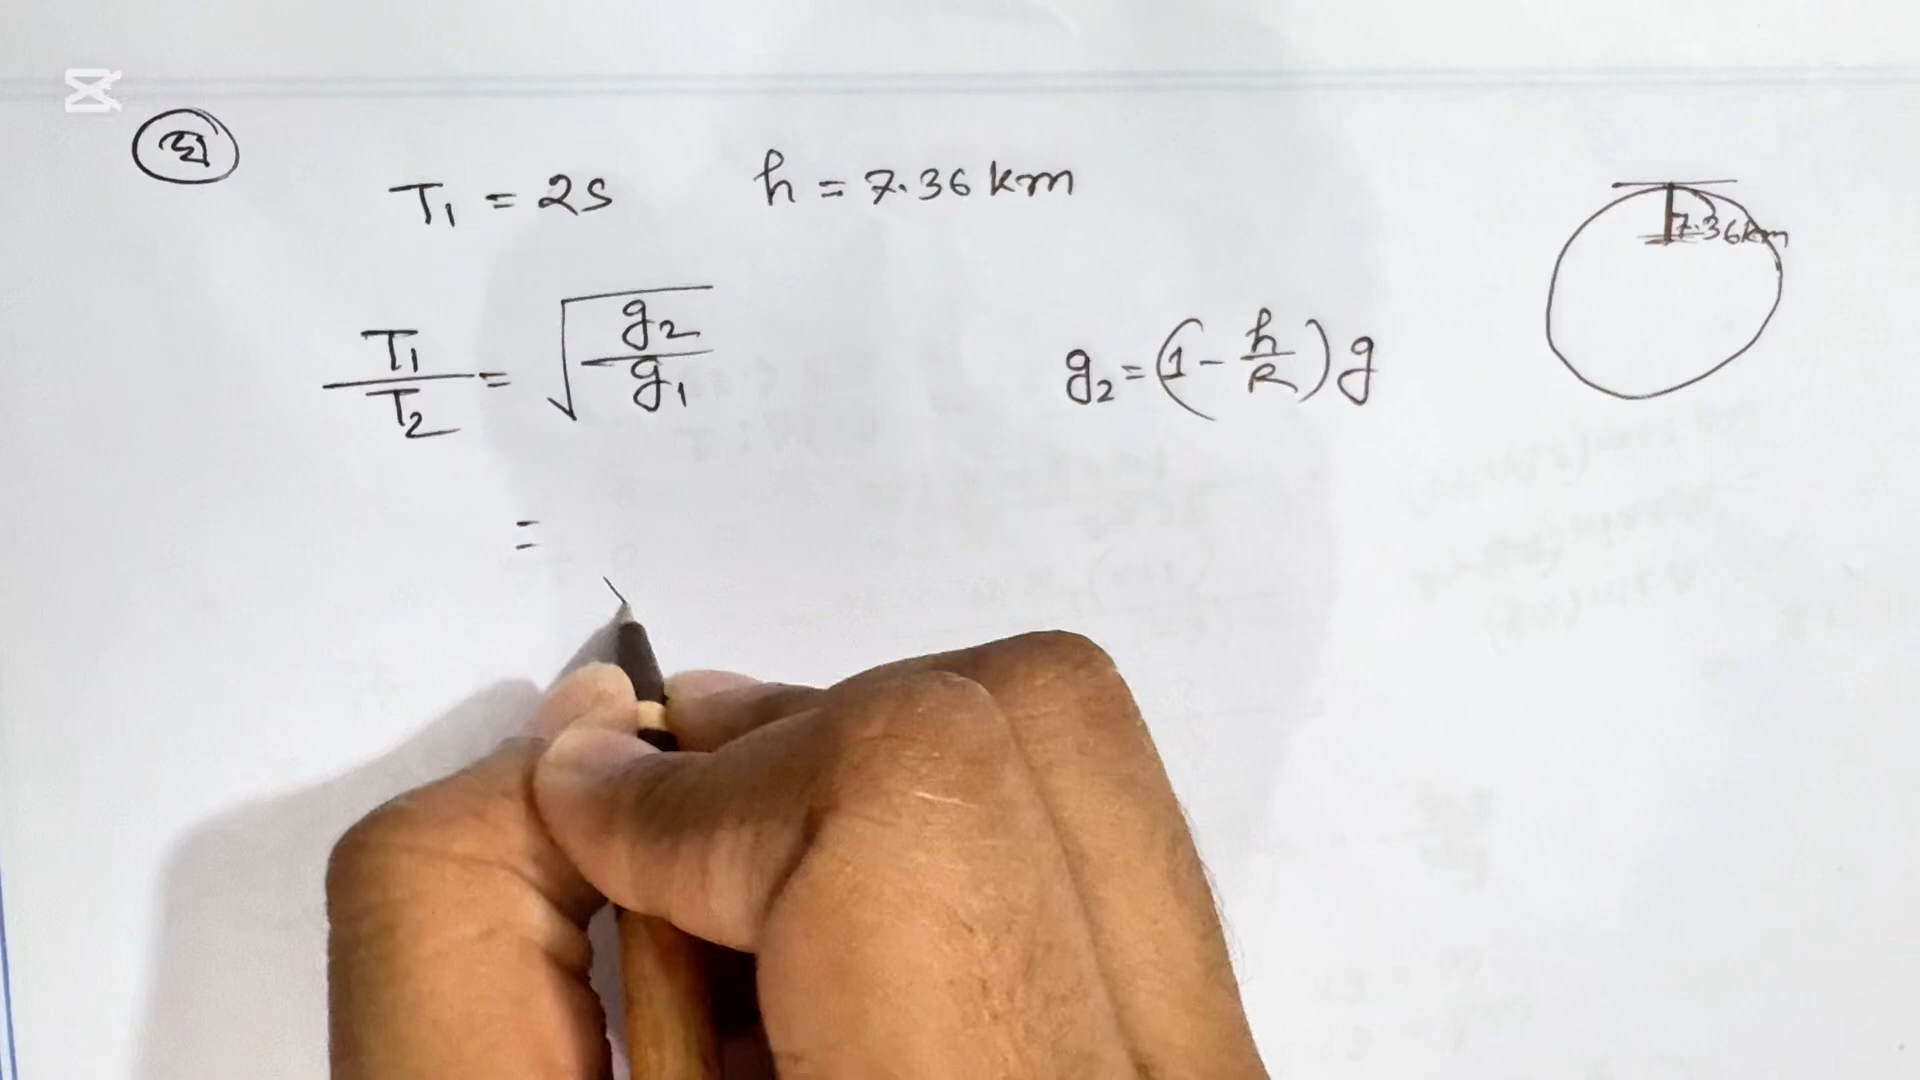 ঘ
T₁ = 2s h = 7.36 km
7.36km
T₁/T₂ = √(g₂/g₁) g₂ = (1 - h/R) g
=